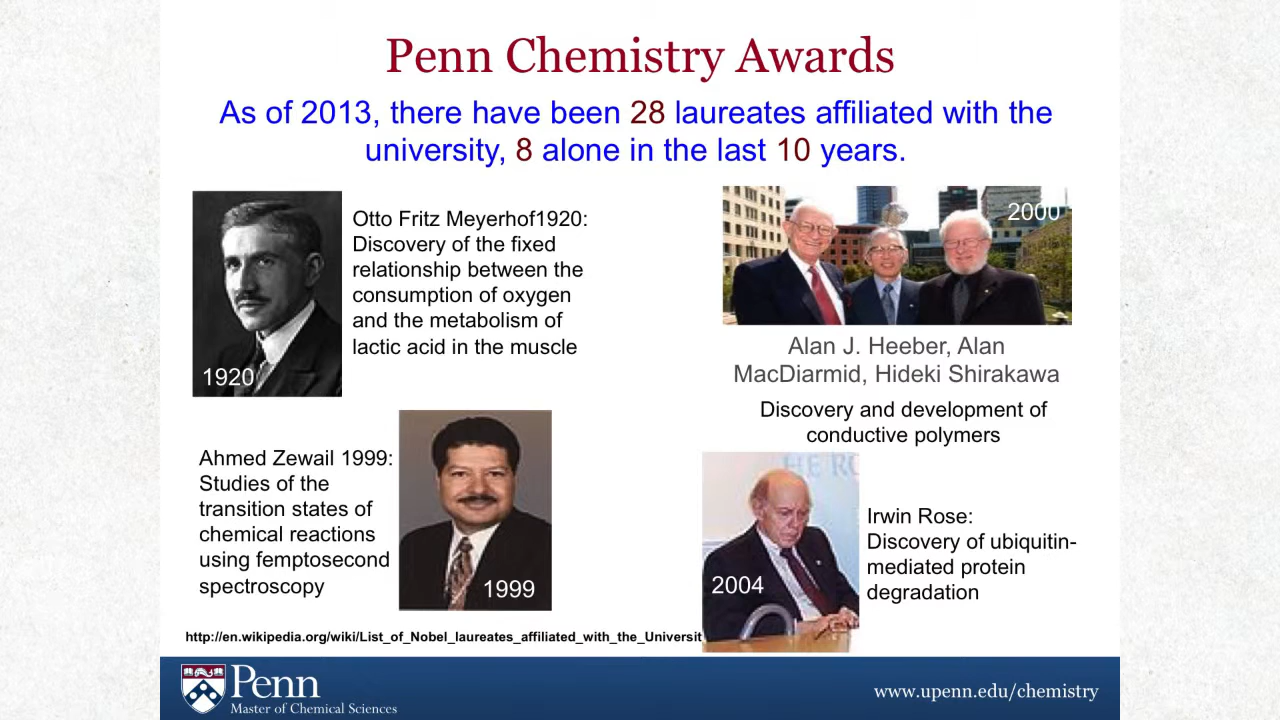 Penn Chemistry Awards
As of 2013, there have been 28 laureates affiliated with the
university, 8 alone in the last 10 years.
Otto Fritz Meyerhof1920:
Discovery of the fixed
relationship between the
consumption of oxygen
and the metabolism of
lactic acid in the muscle
1920
2000
Alan J. Heeber, Alan
MacDiarmid, Hideki Shirakawa
Discovery and development of
conductive polymers
Ahmed Zewail 1999:
Studies of the
transition states of
chemical reactions
using femptosecond
spectroscopy
1999
HE RO
2004
Irwin Rose:
Discovery of ubiquitin-
mediated protein
degradation
http://en.wikipedia.org/wiki/List_of_Nobel_laureates_affiliated_with_the_Universit
Penn
Master of Chemical Sciences
www.upenn.edu/chemistry